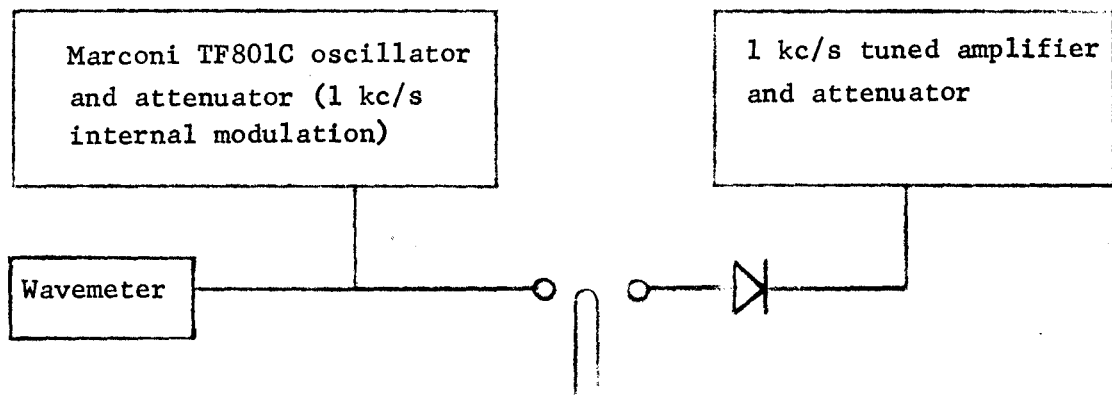 Marconi TF801C oscillator
and attenuator (1 kc/s
internal modulation)
1 kc/s tuned amplifier
and attenuator
Wavemeter